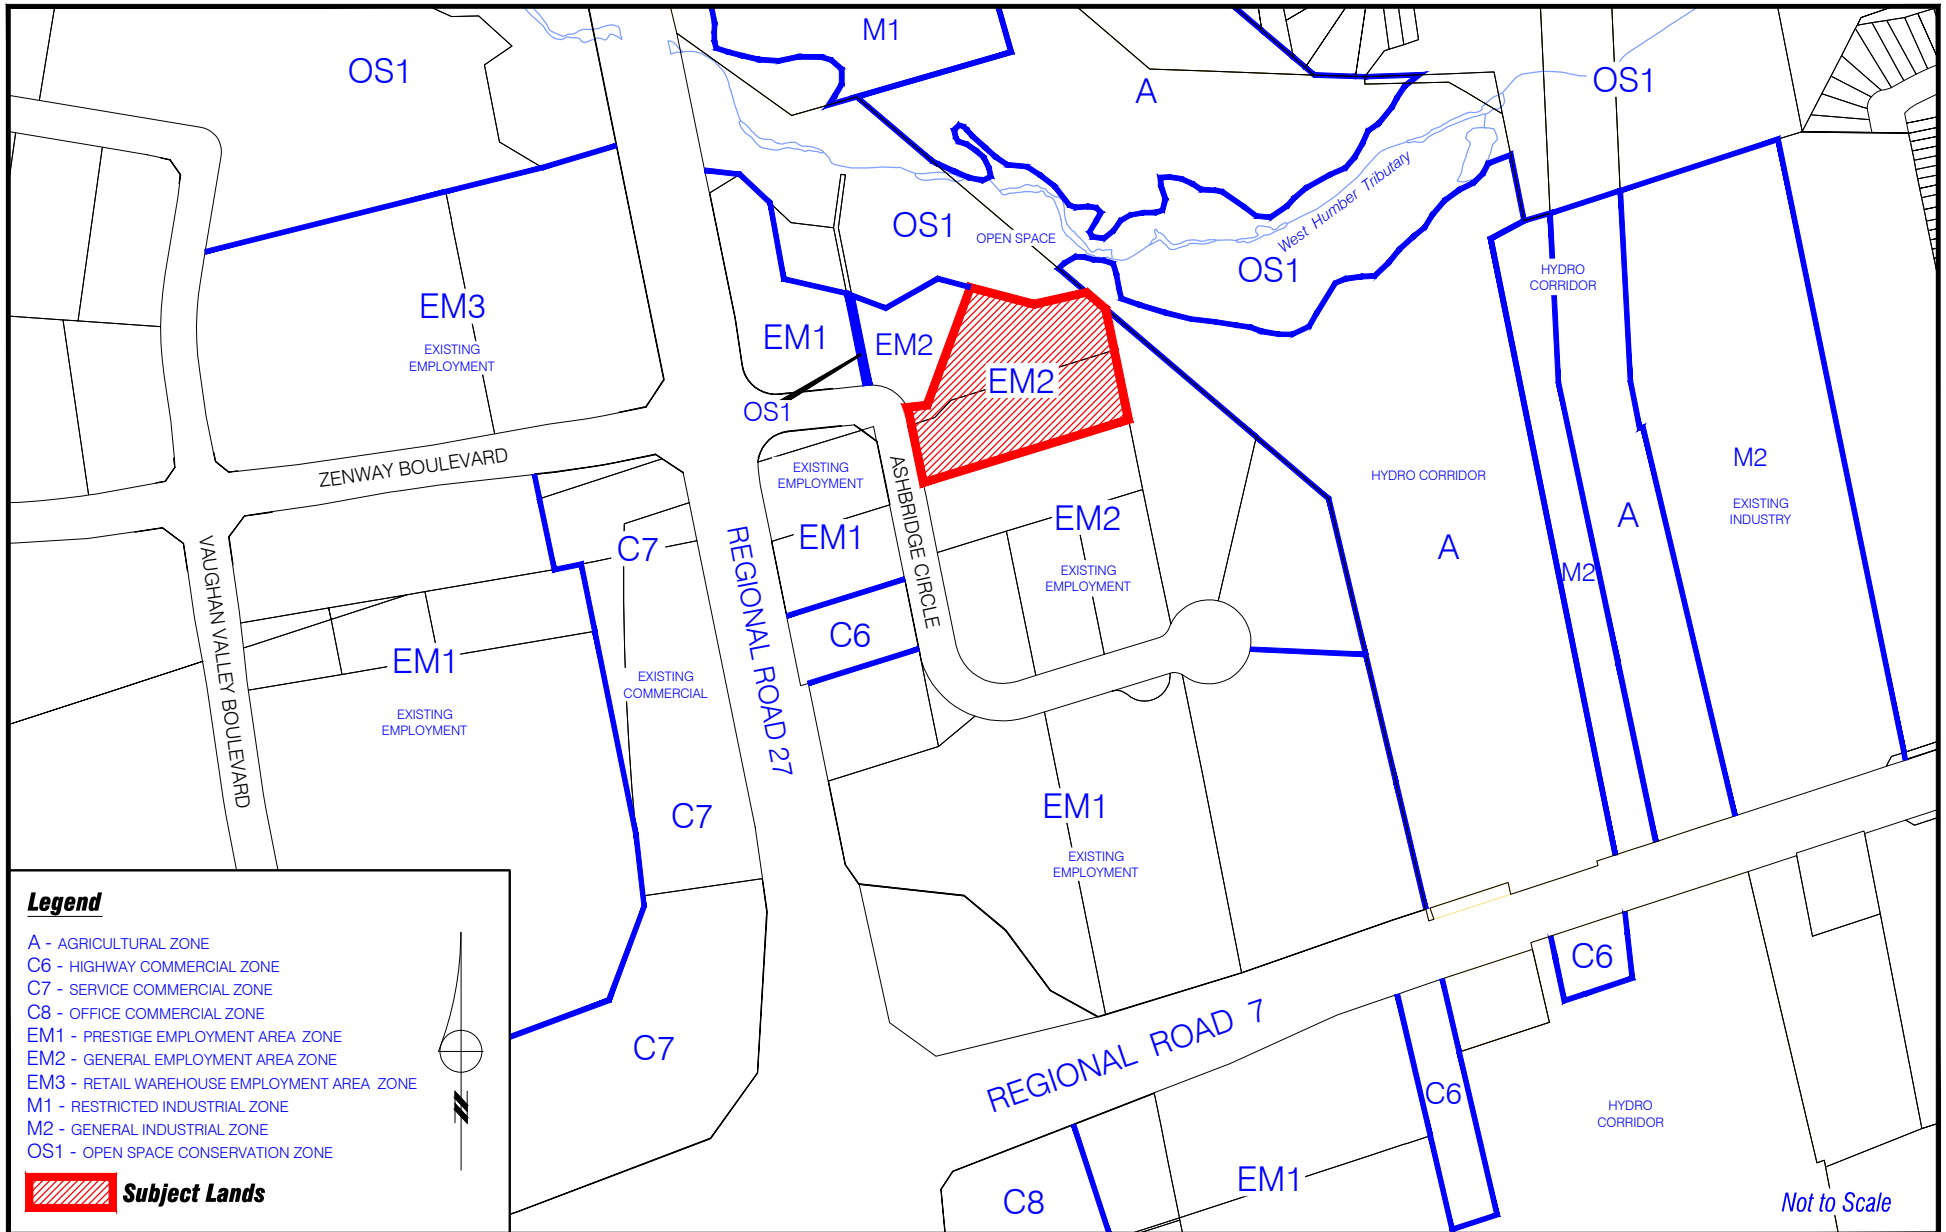 M1
OS1
A
OS1
West Humber Tributary
OS1
OPEN SPACE
OS1
HYDRO
CORRIDOR
EM3
EXISTING
EMPLOYMENT
EM1
EM2
EM2
OS1
ZENWAY BOULEVARD
EXISTING
EMPLOYMENT
ASHBRIDGE CIRCLE
HYDRO CORRIDOR
M2
EXISTING
INDUSTRY
A
EM2
EM1
C7
A
M2
REGIONAL ROAD 27
EXISTING
EMPLOYMENT
VAUGHAN VALLEY BOULEVARD
C6
EM1
EXISTING
COMMERCIAL
EXISTING
EMPLOYMENT
C7
EM1
EXISTING
EMPLOYMENT
C6
C7
REGIONAL ROAD 7
C6
HYDRO
CORRIDOR
EM1
C8
Legend
A - AGRICULTURAL ZONE
C6 - HIGHWAY COMMERCIAL ZONE
C7 - SERVICE COMMERCIAL ZONE
C8 - OFFICE COMMERCIAL ZONE
EM1 - PRESTIGE EMPLOYMENT AREA ZONE
EM2 - GENERAL EMPLOYMENT AREA ZONE
EM3 - RETAIL WAREHOUSE EMPLOYMENT AREA ZONE
M1 - RESTRICTED INDUSTRIAL ZONE
M2 - GENERAL INDUSTRIAL ZONE
OS1 - OPEN SPACE CONSERVATION ZONE
Subject Lands
Not to Scale